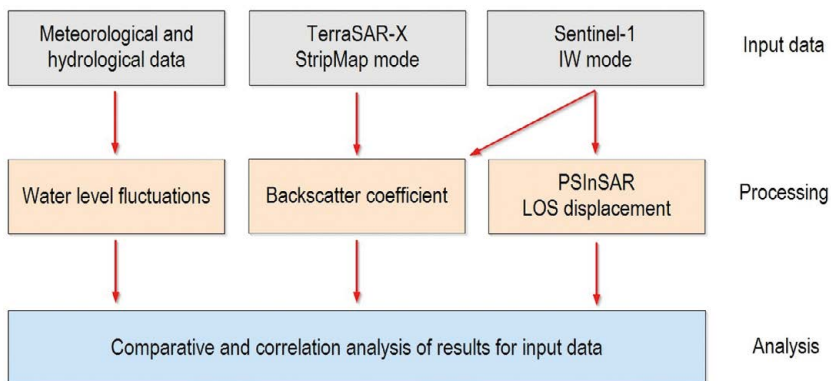 Meteorological and
hydrological data
TerraSAR-X
StripMap mode
Sentinel-1
IW mode
Input data
Water level fluctuations
Backscatter coefficient
PSInSAR
LOS displacement
Processing
Comparative and correlation analysis of results for input data
Analysis